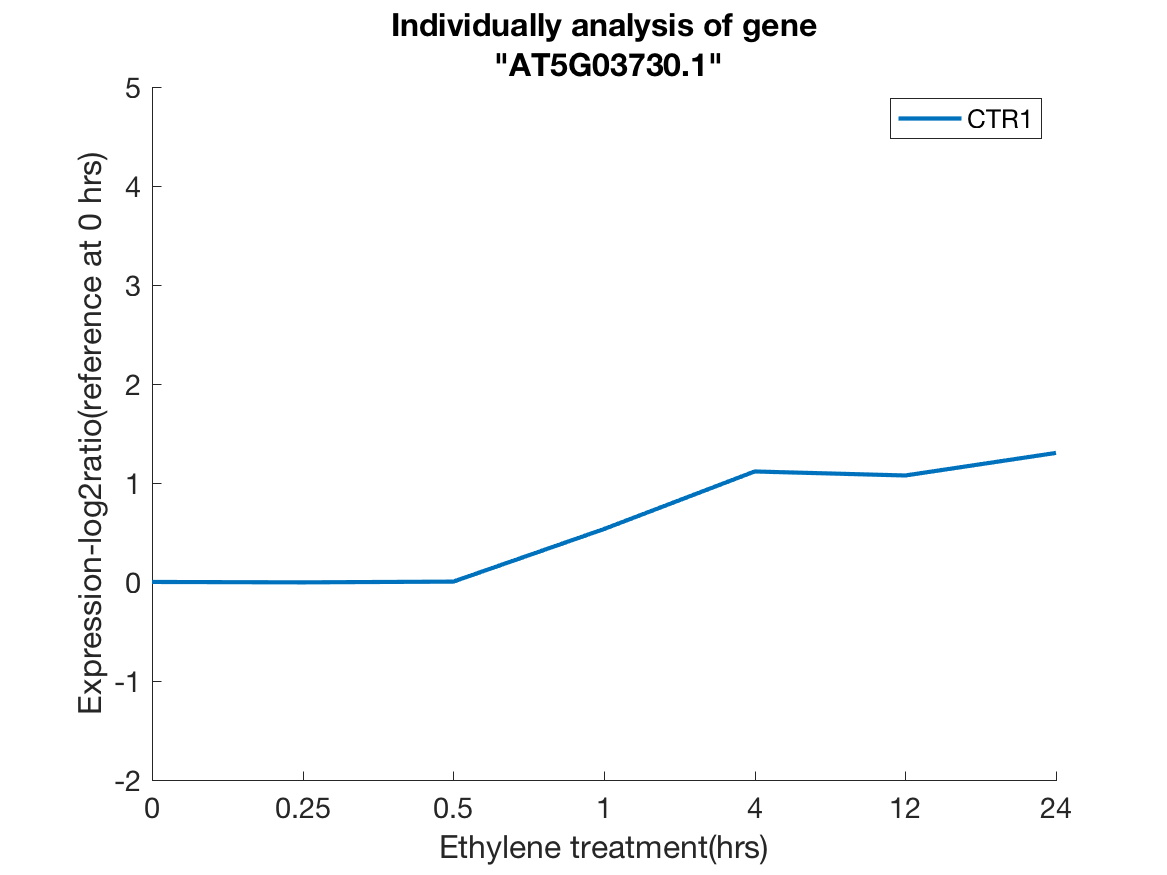 Individually analysis of gene
"AT5G03730.1"
CTR1
Expression-log2ratio(reference at 0 hrs)
5
4
3
2
1
0
-1
-2
0 0.25 0.5 1 4 12 24
Ethylene treatment(hrs)